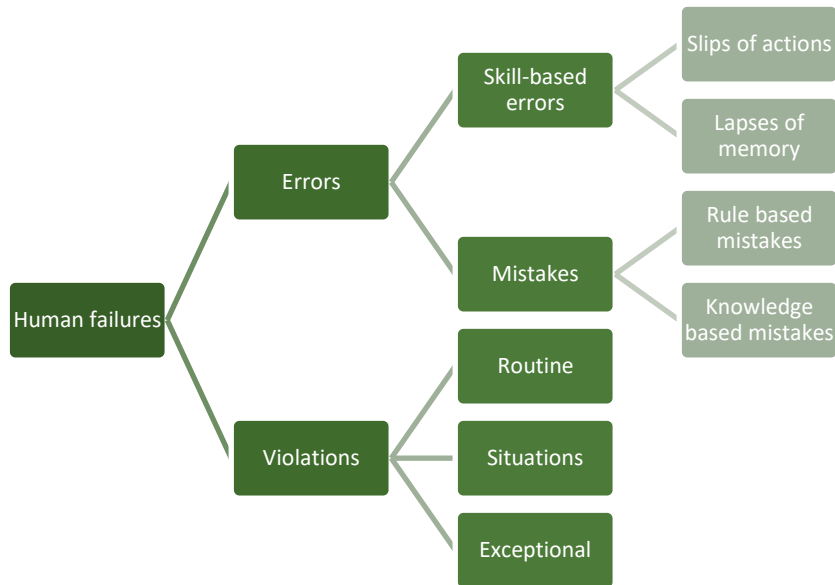 Human failures
Errors
Skill-based
errors
Slips of actions
Lapses of
memory
Mistakes
Rule based
mistakes
Knowledge
based mistakes
Violations
Routine
Situations
Exceptional